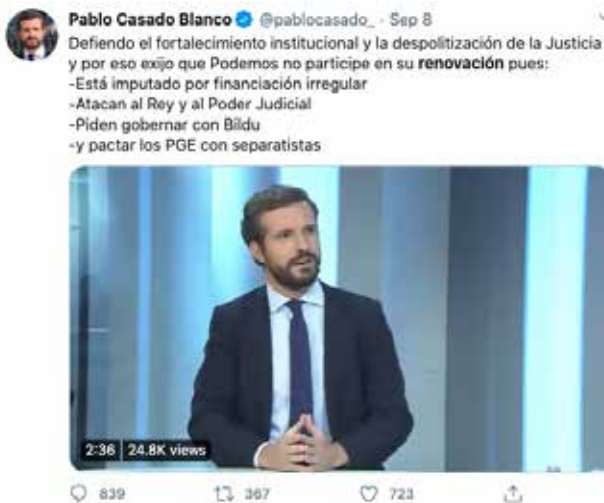 Pablo Casado Blanco @pablocasado_ · Sep 8
Defiendo el fortalecimiento institucional y la despolitización de la Justicia
y por eso exijo que Podemos no participe en su renovación pues:
-Está imputado por financiación irregular
-Atacan al Rey y al Poder Judicial
-Piden gobernar con Bildu
-y pactar los PGE con separatistas
2:36 24.8K views
839 367 723